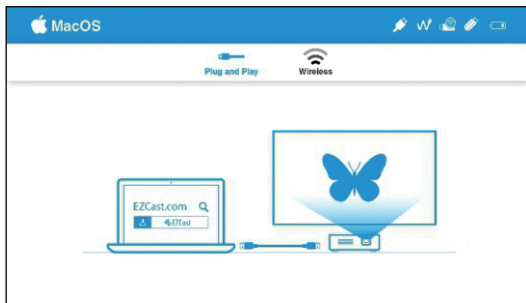 MacOS
Plug and Play
Wireless
EZCast.com
EZCast